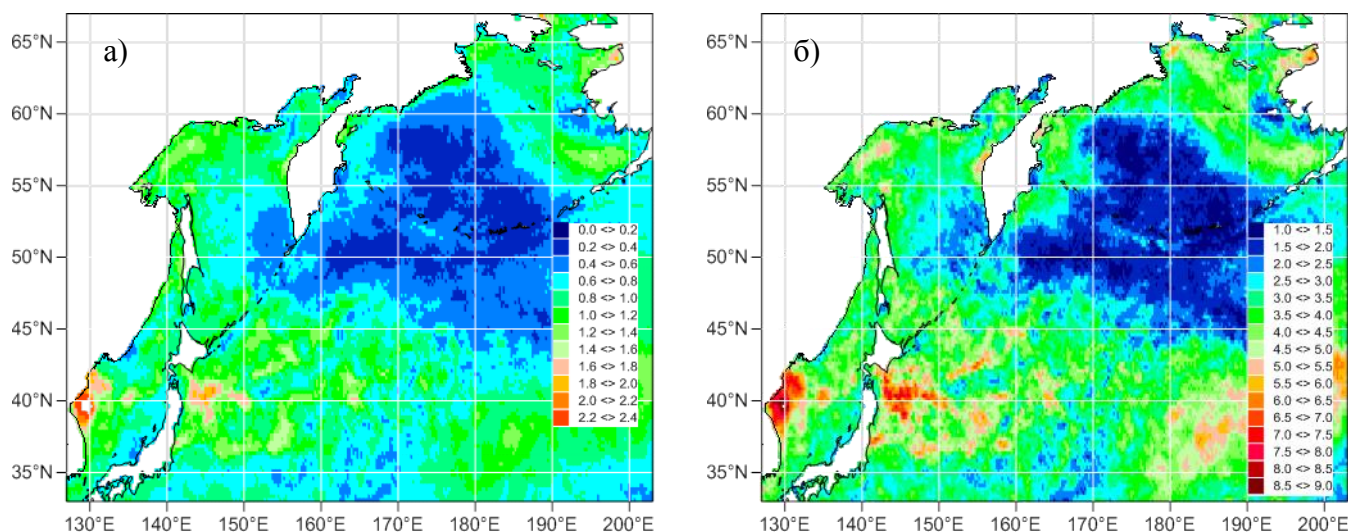 а)
65°N
60°N
55°N
50°N
45°N
40°N
35°N
130°E
140°E
150°E
160°E
170°E
180°E
190°E
200°E
0.0 <> 0.2
0.2 <> 0.4
0.4 <> 0.6
0.6 <> 0.8
0.8 <> 1.0
1.0 <> 1.2
1.2 <> 1.4
1.4 <> 1.6
1.6 <> 1.8
1.8 <> 2.0
2.0 <> 2.2
2.2 <> 2.4
б)
65°N
60°N
55°N
50°N
45°N
40°N
35°N
130°E
140°E
150°E
160°E
170°E
180°E
190°E
200°E
1.0 <> 1.5
1.5 <> 2.0
2.0 <> 2.5
2.5 <> 3.0
3.0 <> 3.5
3.5 <> 4.0
4.0 <> 4.5
4.5 <> 5.0
5.0 <> 5.5
5.5 <> 6.0
6.0 <> 6.5
6.5 <> 7.0
7.0 <> 7.5
7.5 <> 8.0
8.0 <> 8.5
8.5 <> 9.0